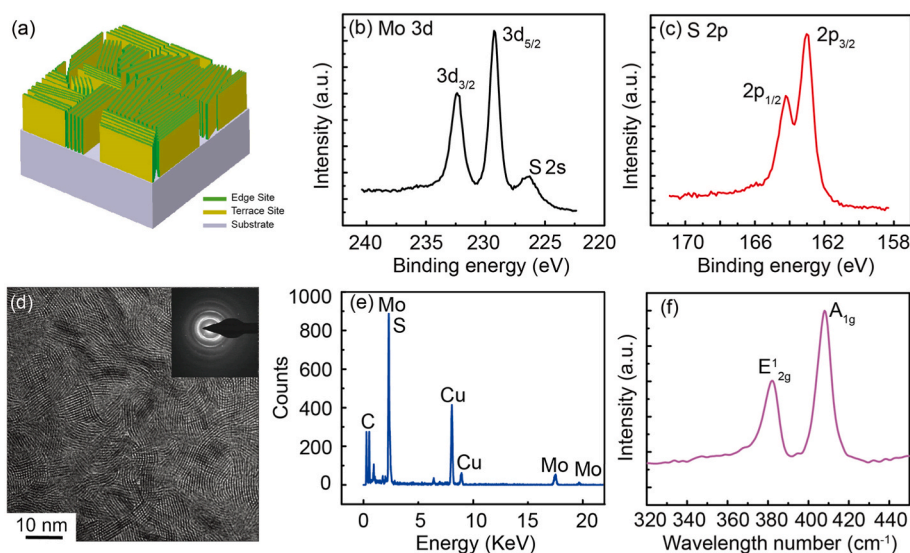 (a)
Edge Site
Terrace Site
Substrate
(b) Mo 3d
3d5/2
3d3/2
S 2s
Intensity (a.u.)
240 235 230 225 220
Binding energy (eV)
(c) S 2p
2p3/2
2p1/2
Intensity (a.u.)
170 166 162 158
Binding energy (eV)
(d)
10 nm
(e)
1000
800
600
400
200
0
Counts
Mo
S
C
Cu
Cu
Mo Mo
0 5 10 15 20
Energy (KeV)
(f)
A1g
E¹2g
Intensity (a.u.)
320 340 360 380 400 420 440
Wavelength number (cm⁻¹)